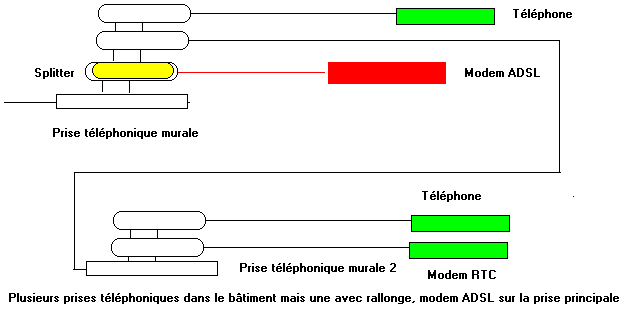 Téléphone
Splitter
Modem ADSL
Prise téléphonique murale
Téléphone
Prise téléphonique murale 2
Modem RTC
Plusieurs prises téléphoniques dans le bâtiment mais une avec rallonge, modem ADSL sur la prise principale